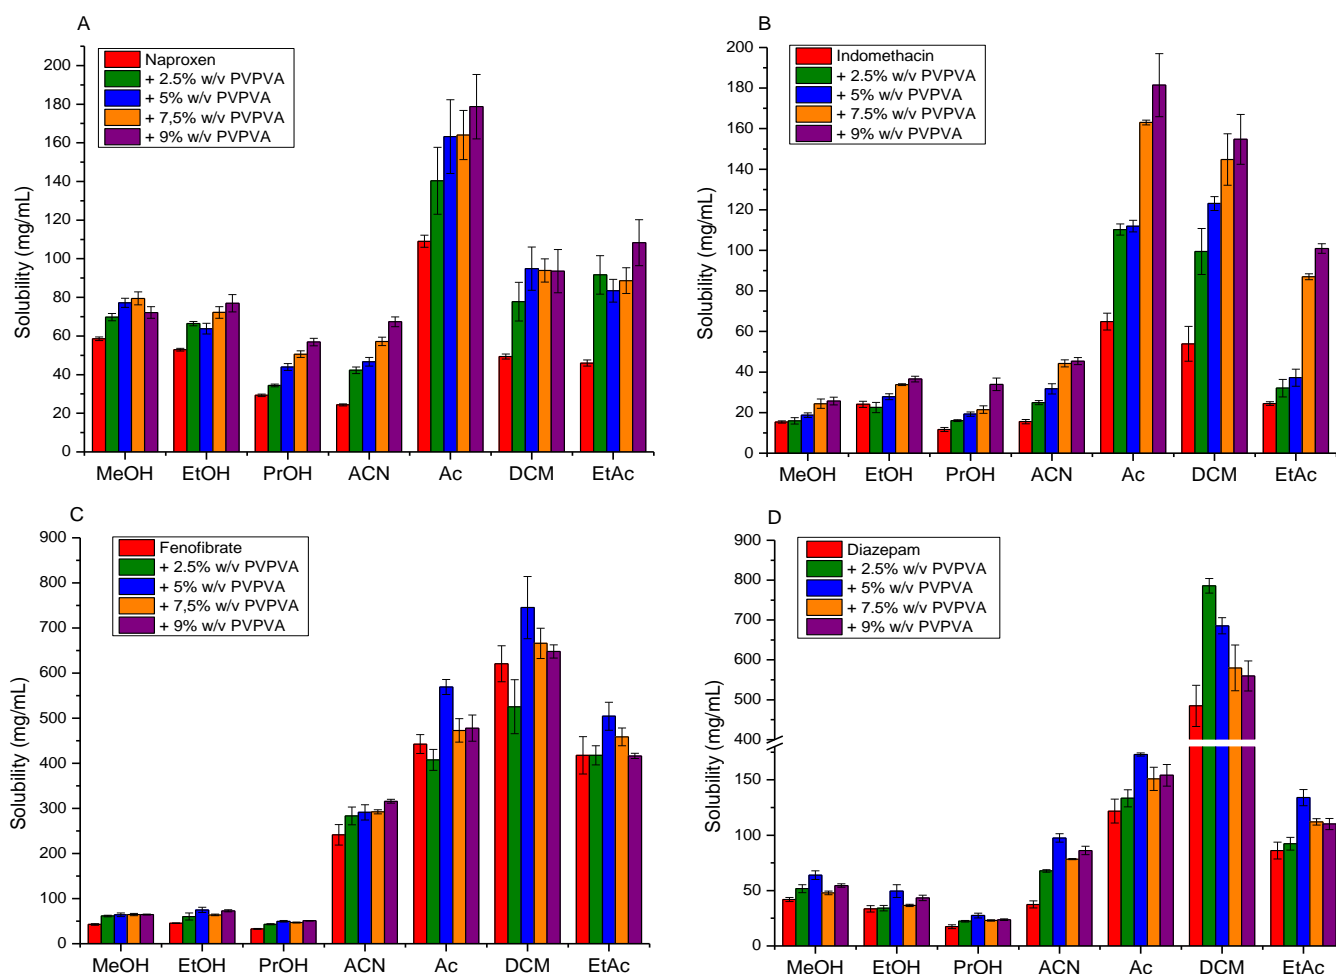 A
Naproxen
+ 2.5% w/v PVPVA
+ 5% w/v PVPVA
+ 7,5% w/v PVPVA
+ 9% w/v PVPVA
Solubility (mg/mL)
220
200
180
160
140
120
100
80
60
40
20
0
MeOH EtOH PrOH ACN Ac DCM EtAc
B
Indomethacin
+ 2.5% w/v PVPVA
+ 5% w/v PVPVA
+ 7.5% w/v PVPVA
+ 9% w/v PVPVA
Solubility (mg/mL)
200
180
160
140
120
100
80
60
40
20
0
MeOH EtOH PrOH ACN Ac DCM EtAc
C
Fenofibrate
+ 2.5% w/v PVPVA
+ 5% w/v PVPVA
+ 7,5% w/v PVPVA
+ 9% w/v PVPVA
Solubility (mg/mL)
900
800
700
600
500
400
300
200
100
0
MeOH EtOH PrOH ACN Ac DCM EtAc
D
Diazepam
+ 2.5% w/v PVPVA
+ 5% w/v PVPVA
+ 7.5% w/v PVPVA
+ 9% w/v PVPVA
Solubility (mg/mL)
900
800
700
600
500
400
150
100
50
0
MeOH EtOH PrOH ACN Ac DCM EtAc